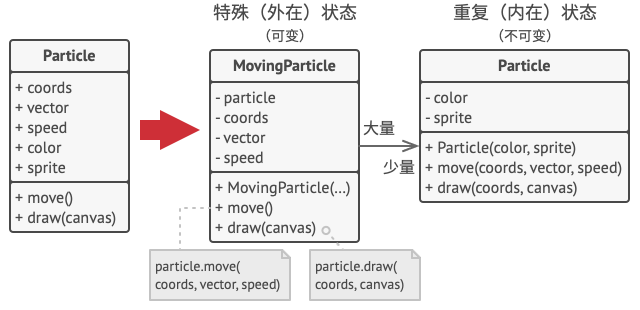 特殊（外在）状态
（可变）
重复（内在）状态
（不可变）
Particle
+ coords
+ vector
+ speed
+ color
+ sprite
+ move()
+ draw(canvas)
MovingParticle
- particle
- coords
- vector
- speed
+ MovingParticle(...)
+ move()
+ draw(canvas)
大量
少量
Particle
- color
- sprite
+ Particle(color, sprite)
+ move(coords, vector, speed)
+ draw(coords, canvas)
particle.move(
coords, vector, speed)
particle.draw(
coords, canvas)